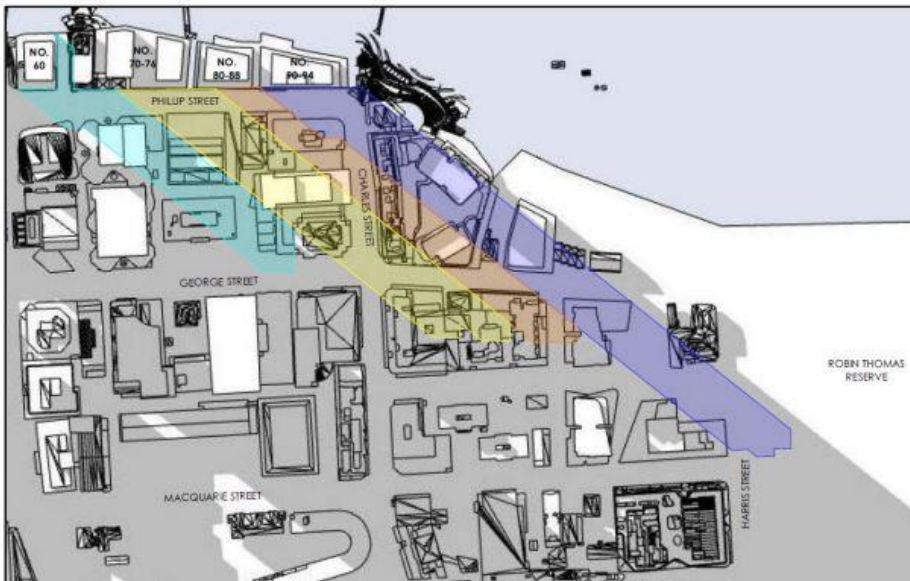 NO.
60
NO.
70-76
NO.
80-88
NO.
90-94
PHILLIP STREET
CHARLES STREET
GEORGE STREET
ROBIN THOMAS
RESERVE
MACQUARIE STREET
HARRIS STREET